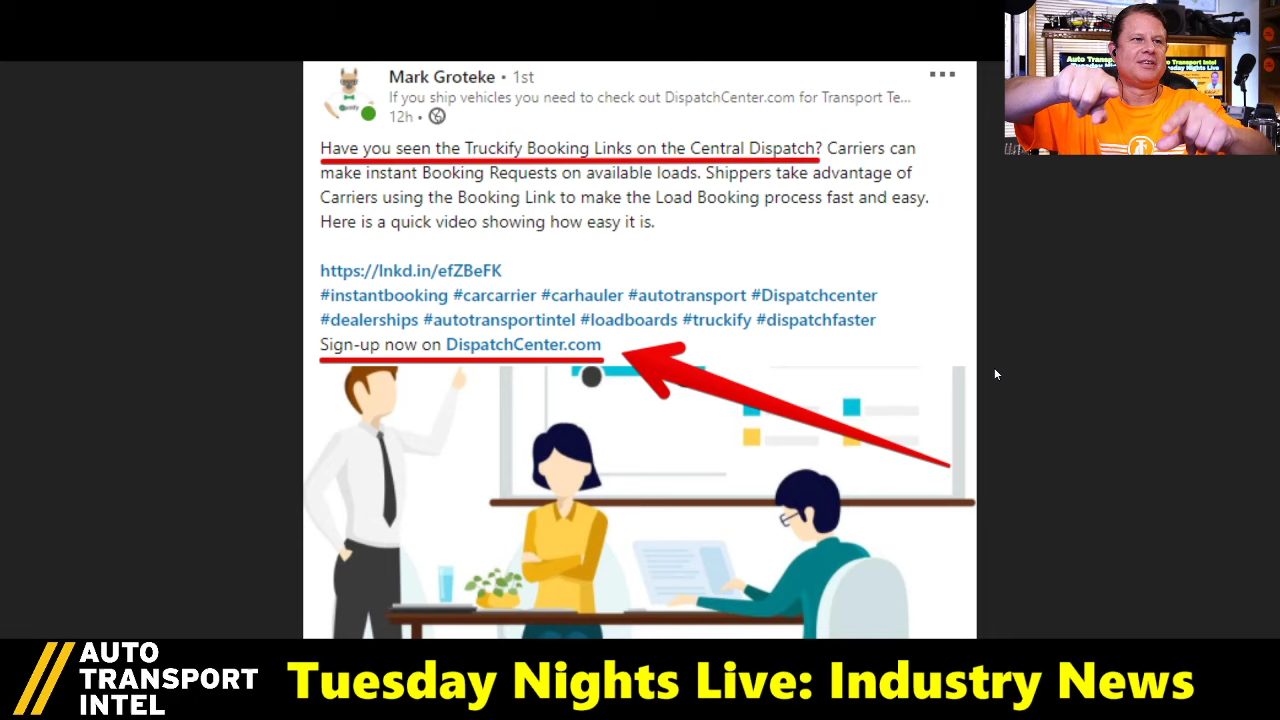 Mark Groteke • 1st
If you ship vehicles you need to check out DispatchCenter.com for Transport Te...
12h •
Have you seen the Truckify Booking Links on the Central Dispatch? Carriers can
make instant Booking Requests on available loads. Shippers take advantage of
Carriers using the Booking Link to make the Load Booking process fast and easy.
Here is a quick video showing how easy it is.
https://lnkd.in/efZBeFK
#instantbooking #carcarrier #carhauler #autotransport #Dispatchcenter
#dealerships #autotransportintel #loadboards #truckify #dispatchfaster
Sign-up now on DispatchCenter.com
AUTO
TRANSPORT
INTEL
Tuesday Nights Live: Industry News